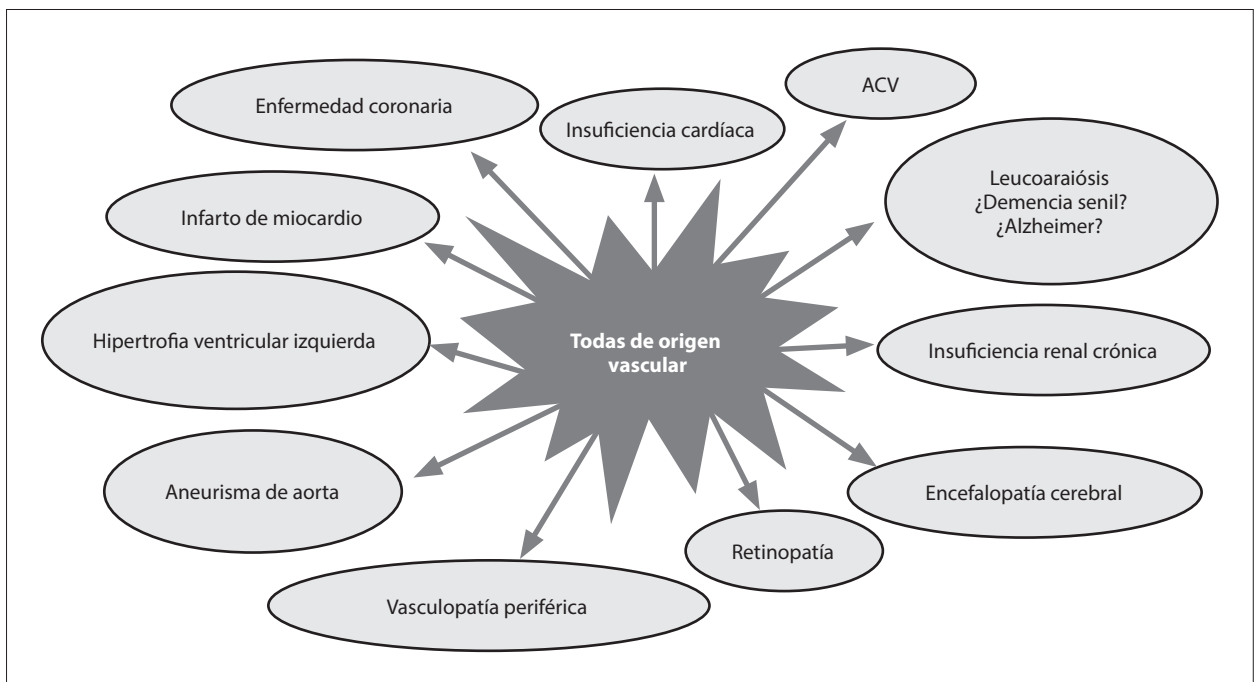 Enfermedad coronaria
Insuficiencia cardíaca
ACV
Leucoaraiósis
¿Demencia senil?
¿Alzheimer?
Infarto de miocardio
Hipertrofia ventricular izquierda
Todas de origen
vascular
Insuficiencia renal crónica
Aneurisma de aorta
Encefalopatía cerebral
Retinopatía
Vasculopatía periférica